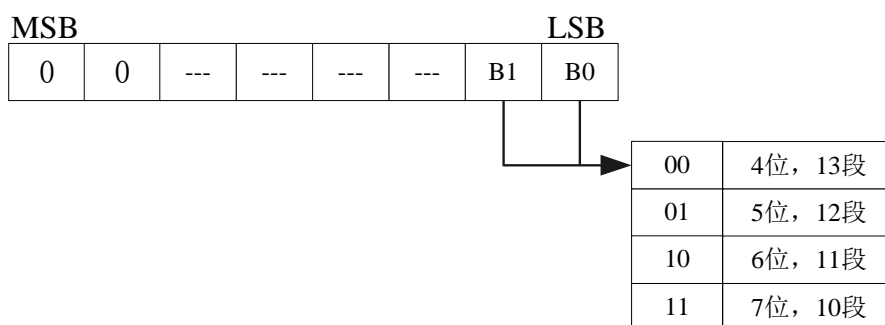 MSB LSB
0 0 --- --- --- --- B1 B0
00 4位，13段
01 5位，12段
10 6位，11段
11 7位，10段